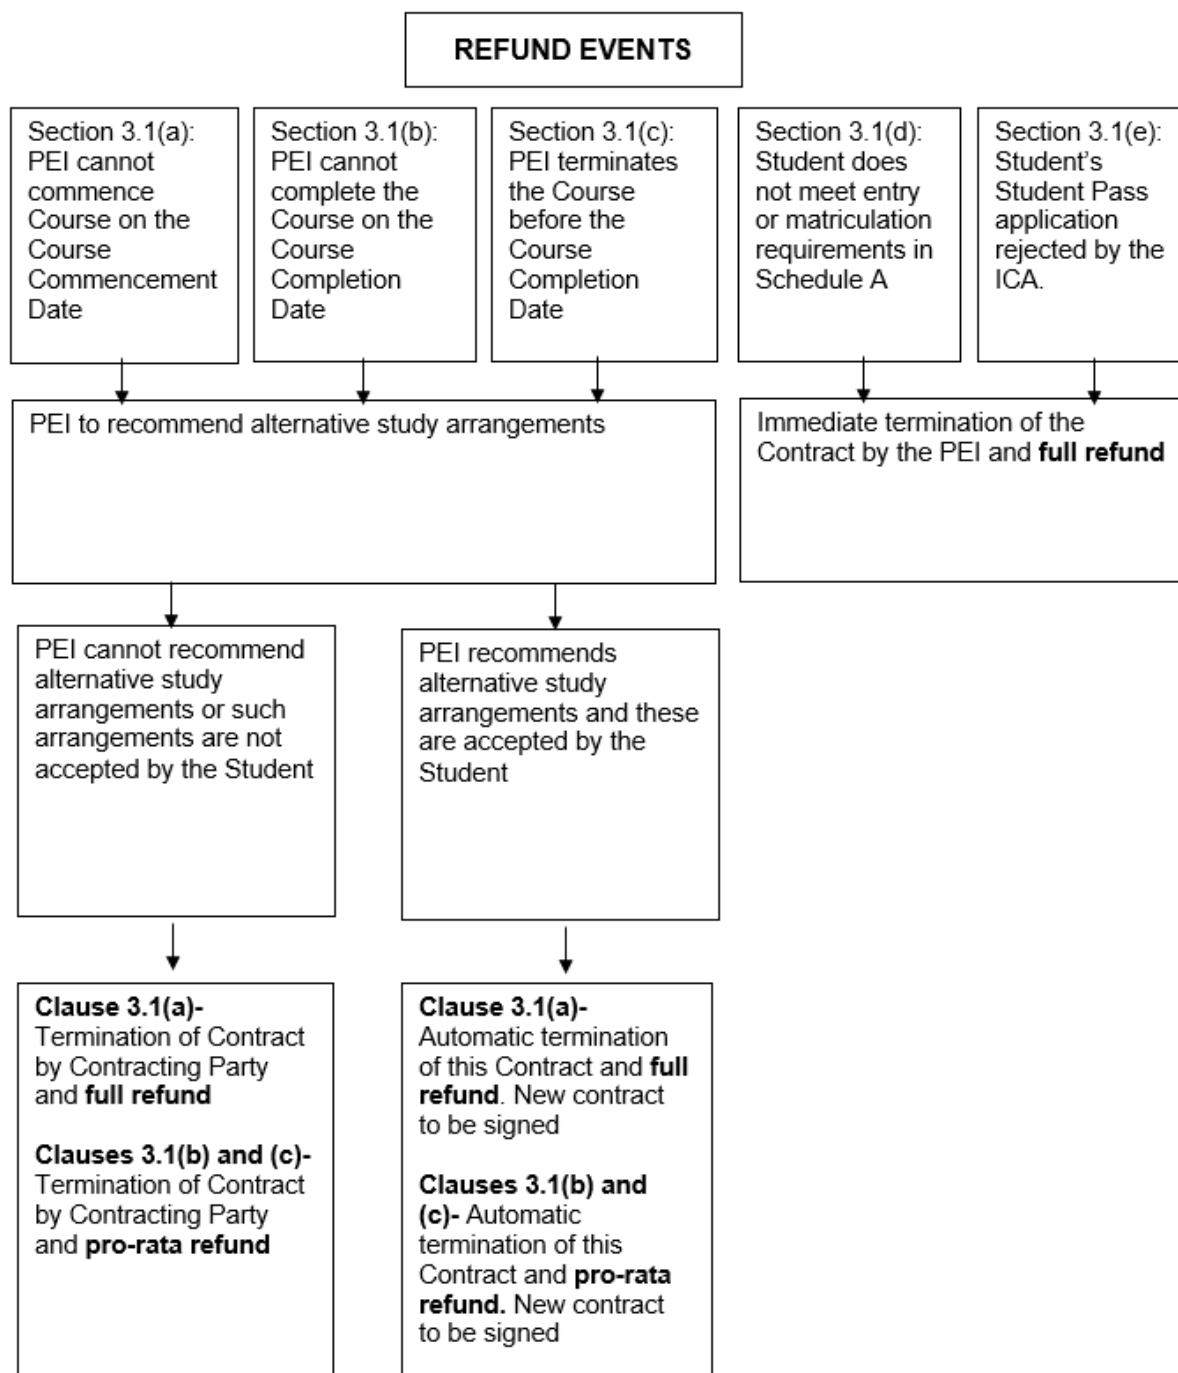 REFUND EVENTS
Section 3.1(a):
PEI cannot
commence
Course on the
Course
Commencement
Date
Section 3.1(b):
PEI cannot
complete the
Course on the
Course
Completion
Date
Section 3.1(c):
PEI terminates
the Course
before the
Course
Completion
Date
Section 3.1(d):
Student does
not meet entry
or matriculation
requirements in
Schedule A
Section 3.1(e):
Student's
Student Pass
application
rejected by the
ICA.
PEI to recommend alternative study arrangements
Immediate termination of the
Contract by the PEI and full refund
PEI cannot recommend
alternative study
arrangements or such
arrangements are not
accepted by the Student
PEI recommends
alternative study
arrangements and these
are accepted by the
Student
Clause 3.1(a)-
Termination of Contract
by Contracting Party
and full refund
Clauses 3.1(b) and (c)-
Termination of Contract
by Contracting Party
and pro-rata refund
Clause 3.1(a)-
Automatic termination
of this Contract and full
refund. New contract
to be signed
Clauses 3.1(b) and
(c)- Automatic
termination of this
Contract and pro-rata
refund. New contract
to be signed